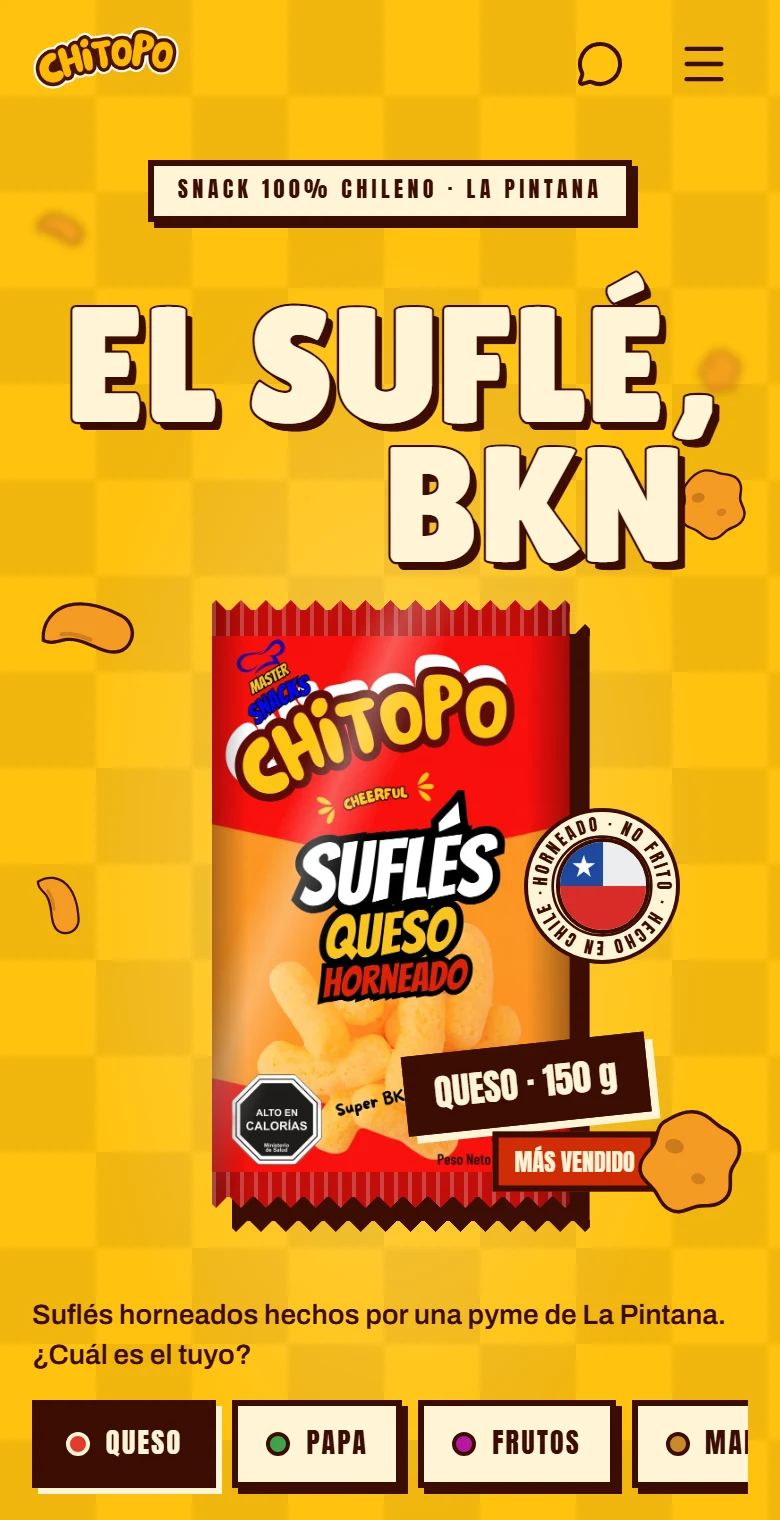 CHiTOPO
SNACK 100% CHILENO · LA PINTANA
EL SUFLÉ,
BKN
MASTER
SNACKS
CHiTOPO
CHEERFUL
SUFLÉS
QUESO
HORNEADO
HORNEADO · NO FRITO · HECHO EN CHILE ·
ALTO EN
CALORÍAS
Ministerio
de Salud
Super
QUESO · 150 g
Peso Neto
MÁS VENDIDO
Suflés horneados hechos por una pyme de La Pintana.
¿Cuál es el tuyo?
QUESO
PAPA
FRUTOS